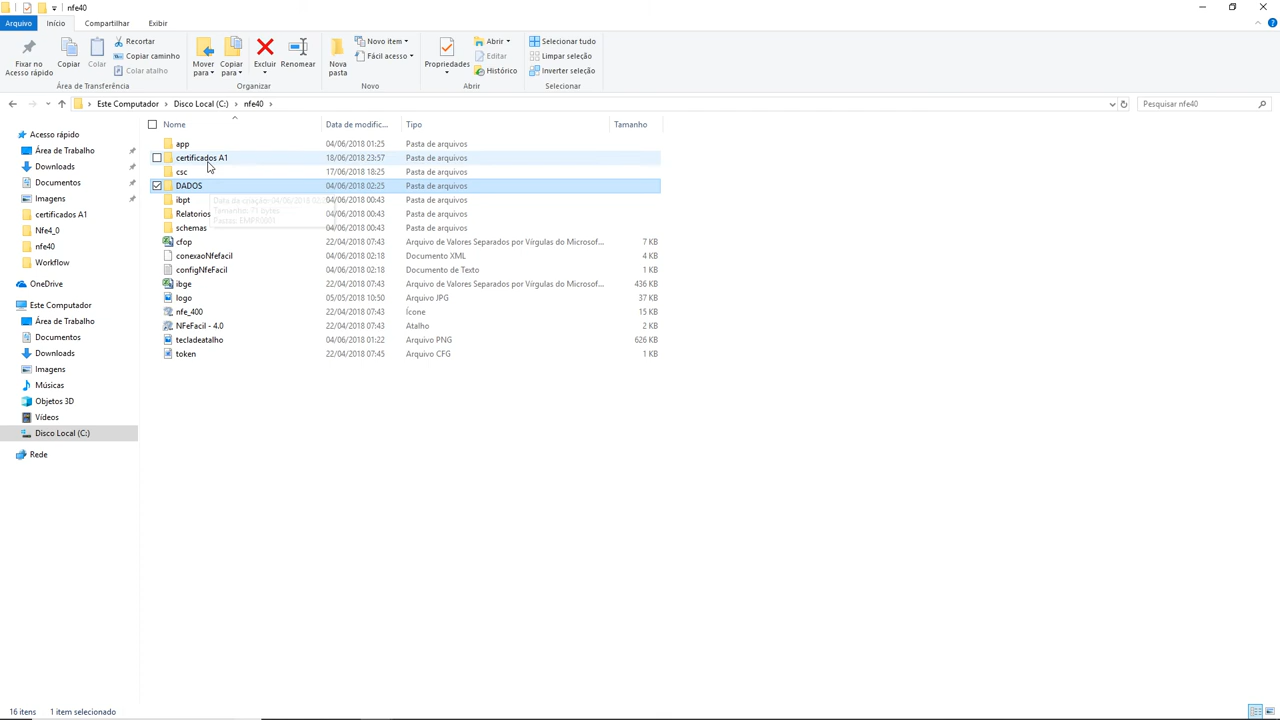 nfe40
Arquivo Início Compartilhar Exibir
Fixar no Acesso rápido
Copiar
Colar
Recortar
Copiar caminho
Colar atalho
Mover para
Copiar para
Excluir
Renomear
Nova pasta
Novo item
Fácil acesso
Propriedades
Abrir
Editar
Histórico
Selecionar tudo
Limpar seleção
Inverter seleção
Área de Transferência Organizar Novo Abrir Selecionar
Este Computador Disco Local (C:) nfe40
Pesquisar nfe40
Nome Data de modific... Tipo Tamanho
Acesso rápido
Área de Trabalho
Downloads
Documentos
Imagens
certificados A1
Nfe4_0
nfe40
Workflow
OneDrive
Este Computador
Área de Trabalho
Documentos
Downloads
Imagens
Músicas
Objetos 3D
Vídeos
Disco Local (C:)
Rede
app 04/06/2018 01:25 Pasta de arquivos
certificados A1 18/06/2018 23:57 Pasta de arquivos
csc 17/06/2018 18:25 Pasta de arquivos
DADOS 04/06/2018 02:25 Pasta de arquivos
ibpt 04/06/2018 00:43 Pasta de arquivos
Relatorios 04/06/2018 00:43 Pasta de arquivos
schemas 04/06/2018 00:43 Pasta de arquivos
cfop 22/04/2018 07:43 Arquivo de Valores Separados por Vírgulas do Microsof... 7 KB
conexaoNfefacil 04/06/2018 02:18 Documento XML 4 KB
configNfeFacil 04/06/2018 02:18 Documento de Texto 1 KB
ibge 22/04/2018 07:43 Arquivo de Valores Separados por Vírgulas do Microsof... 436 KB
logo 05/05/2018 10:50 Arquivo JPG 37 KB
nfe_400 22/04/2018 07:43 Ícone 15 KB
NFeFacil - 4.0 22/04/2018 07:43 Atalho 2 KB
tecladeatalho 04/06/2018 01:22 Arquivo PNG 626 KB
token 22/04/2018 07:45 Arquivo CFG 1 KB
Data da criação: 04/06/2018
Tamanho: 71 bytes
Pastas: EMPR0001
16 itens 1 item selecionado